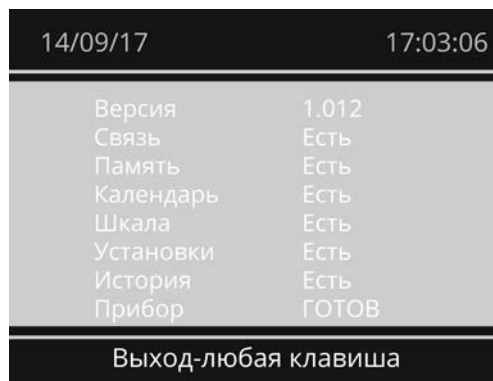 14/09/17 17:03:06
Версия 1.012
Связь Есть
Память Есть
Календарь Есть
Шкала Есть
Установки Есть
История Есть
Прибор ГОТОВ
Выход-любая клавиша